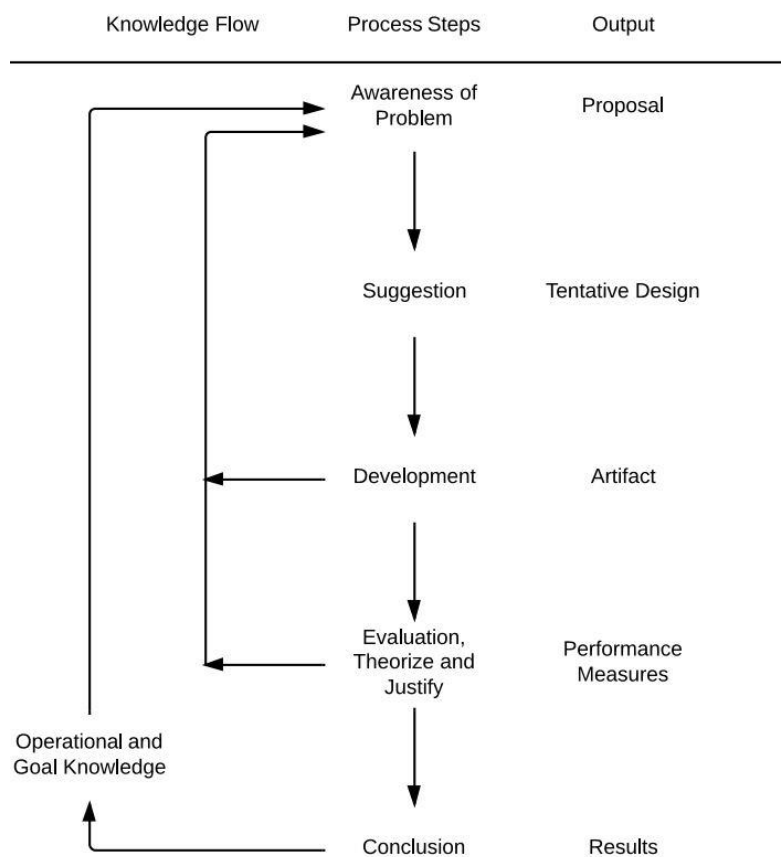 Knowledge Flow
Process Steps
Output
Awareness of
Problem
Proposal
Suggestion
Tentative Design
Development
Artifact
Evaluation,
Theorize and
Justify
Performance
Measures
Operational and
Goal Knowledge
Conclusion
Results